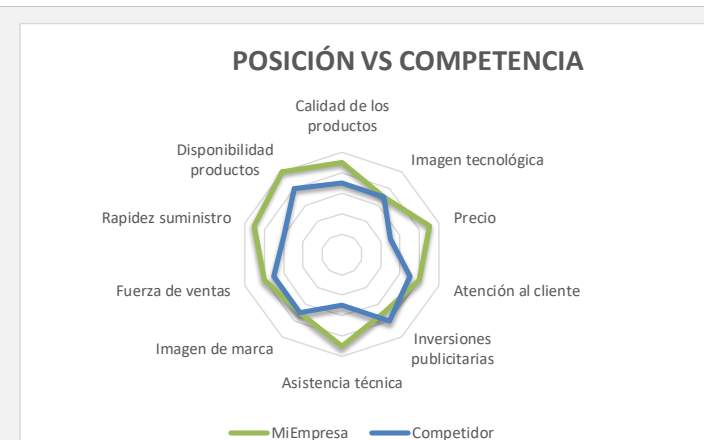 POSICIÓN VS COMPETENCIA
Calidad de los
productos
Imagen tecnológica
Precio
Atención al cliente
Inversiones
publicitarias
Asistencia técnica
Imagen de marca
Fuerza de ventas
Rapidez suministro
Disponibilidad
productos
MiEmpresa
Competidor